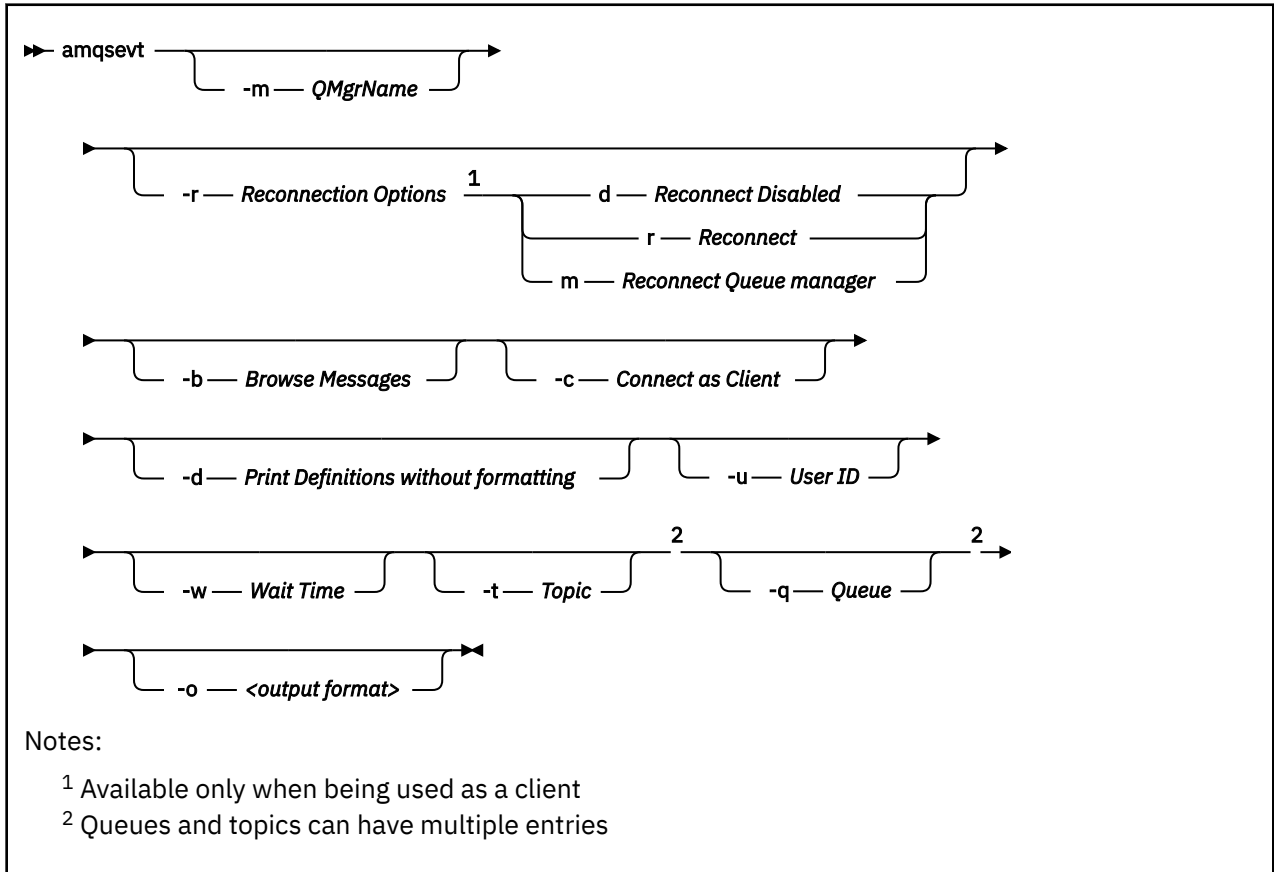 amqsevt
-m QMgrName
-r Reconnection Options 1 d Reconnect Disabled
r Reconnect
m Reconnect Queue manager
-b Browse Messages -c Connect as Client
-d Print Definitions without formatting -u User ID
2 2
-w Wait Time -t Topic -q Queue
-o <output format>
Notes:
1 Available only when being used as a client
2 Queues and topics can have multiple entries